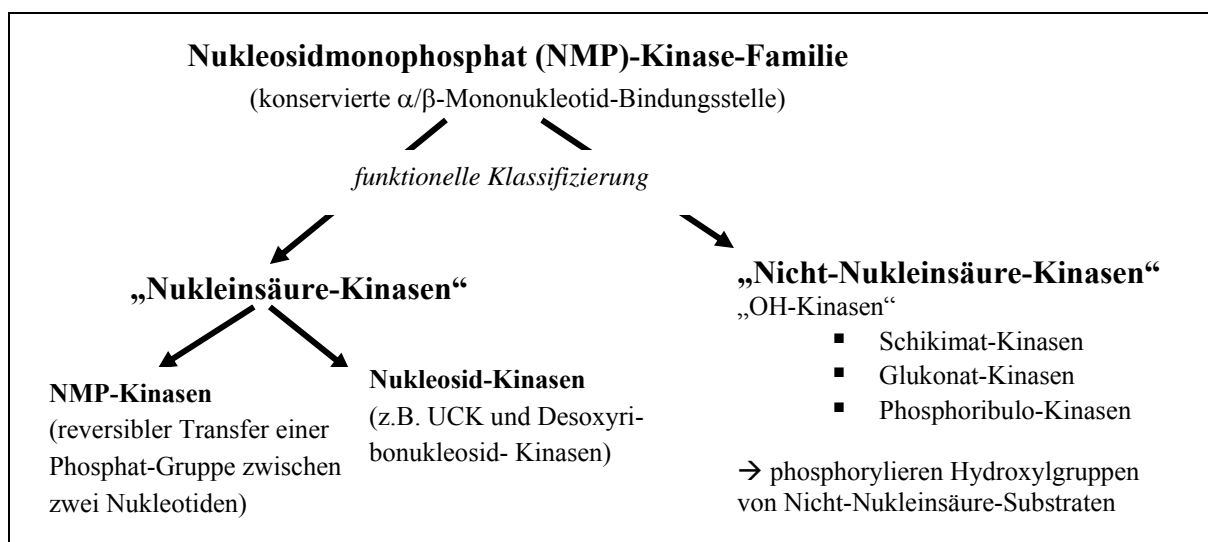 Nukleosidmonophosphat (NMP)-Kinase-Familie
(konservierte α/β-Mononukleotid-Bindungsstelle)
funktionelle Klassifizierung
„Nukleinsäure-Kinasen“
NMP-Kinasen
(reversibler Transfer einer
Phosphat-Gruppe zwischen
zwei Nukleotiden)
Nukleosid-Kinasen
(z.B. UCK und Desoxyri-
bonukleosid- Kinasen)
„Nicht-Nukleinsäure-Kinasen“
„OH-Kinasen“
▪ Schikimat-Kinasen
▪ Glukonat-Kinasen
▪ Phosphoribulo-Kinasen
→ phosphorylieren Hydroxylgruppen
von Nicht-Nukleinsäure-Substraten